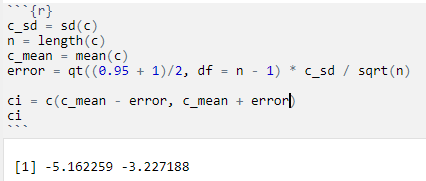 ```{r}
c_sd = sd(c)
n = length(c)
c_mean = mean(c)
error = qt((0.95 + 1)/2, df = n - 1) * c_sd / sqrt(n)
ci = c(c_mean - error, c_mean + error)
ci
```
[1] -5.162259 -3.227188